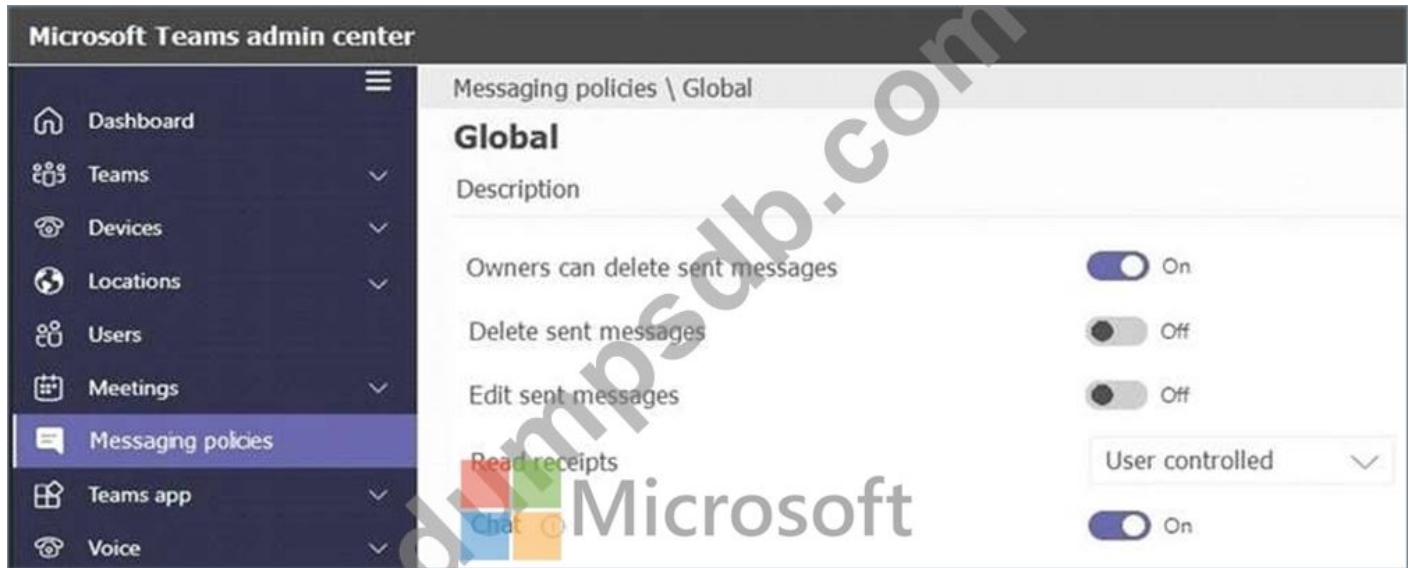 Microsoft Teams admin center
Messaging policies \ Global
Dashboard
Global
Teams
Description
Devices
Owners can delete sent messages On
Locations
Delete sent messages Off
Users
Meetings
Edit sent messages Off
Messaging policies
Read receipts User controlled
Teams app
Chat On
Voice
Microsoft
dumpsdb.com